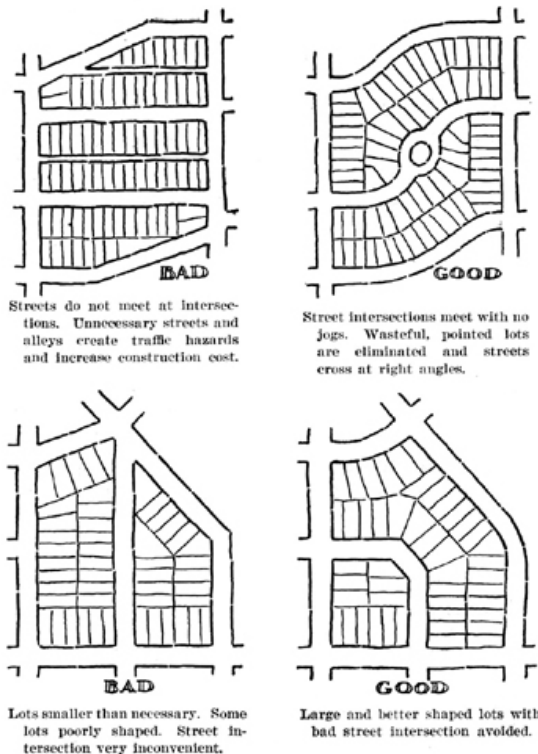 BAD
Streets do not meet at intersec-
tions. Unnecessary streets and
alleys create traffic hazards
and increase construction cost.
GOOD
Street intersections meet with no
jogs. Wasteful, pointed lots
are eliminated and streets
cross at right angles.
BAD
Lots smaller than necessary. Some
lots poorly shaped. Street in-
tersection very inconvenient.
GOOD
Large and better shaped lots with
bad street intersection avoided.